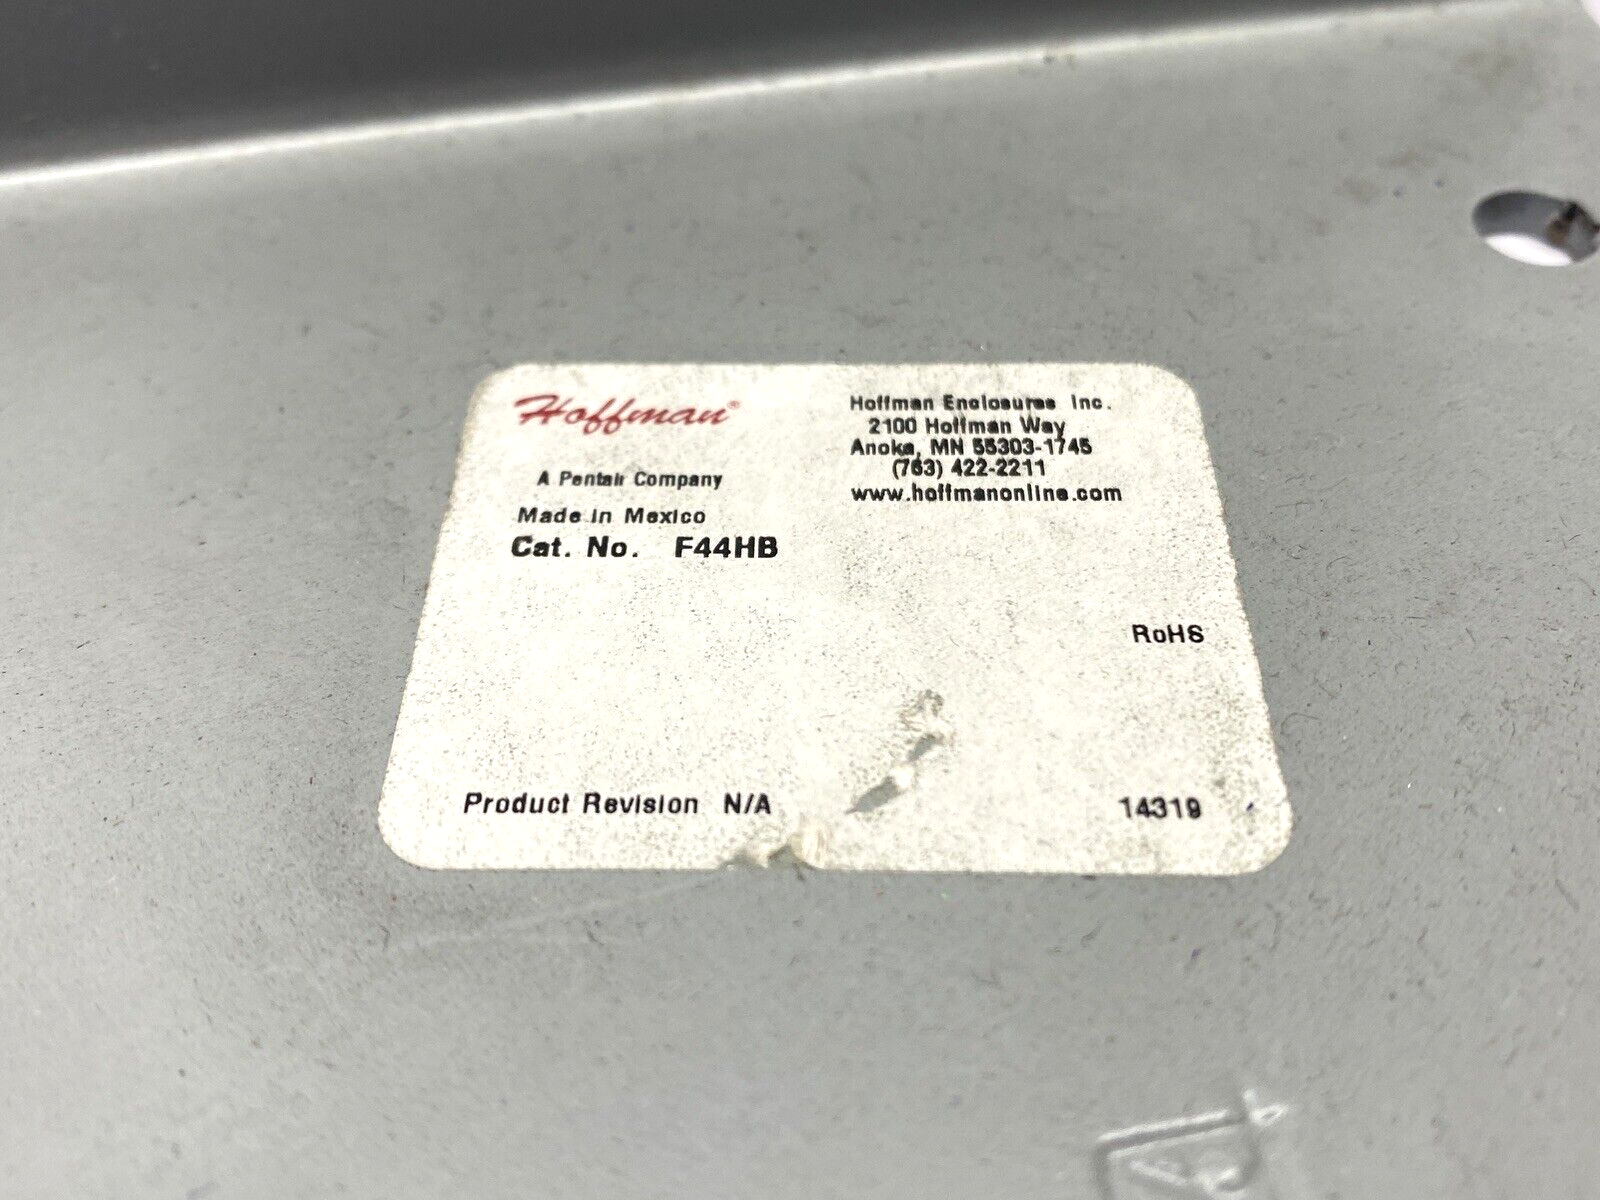 Hoffman®
A Pentair Company
Made in Mexico
Cat. No. F44HB
Hoffman Enclosures Inc.
2100 Hoffman Way
Anoka, MN 55303-1745
(763) 422-2211
www.hoffmanonline.com
RoHS
Product Revision N/A
14319